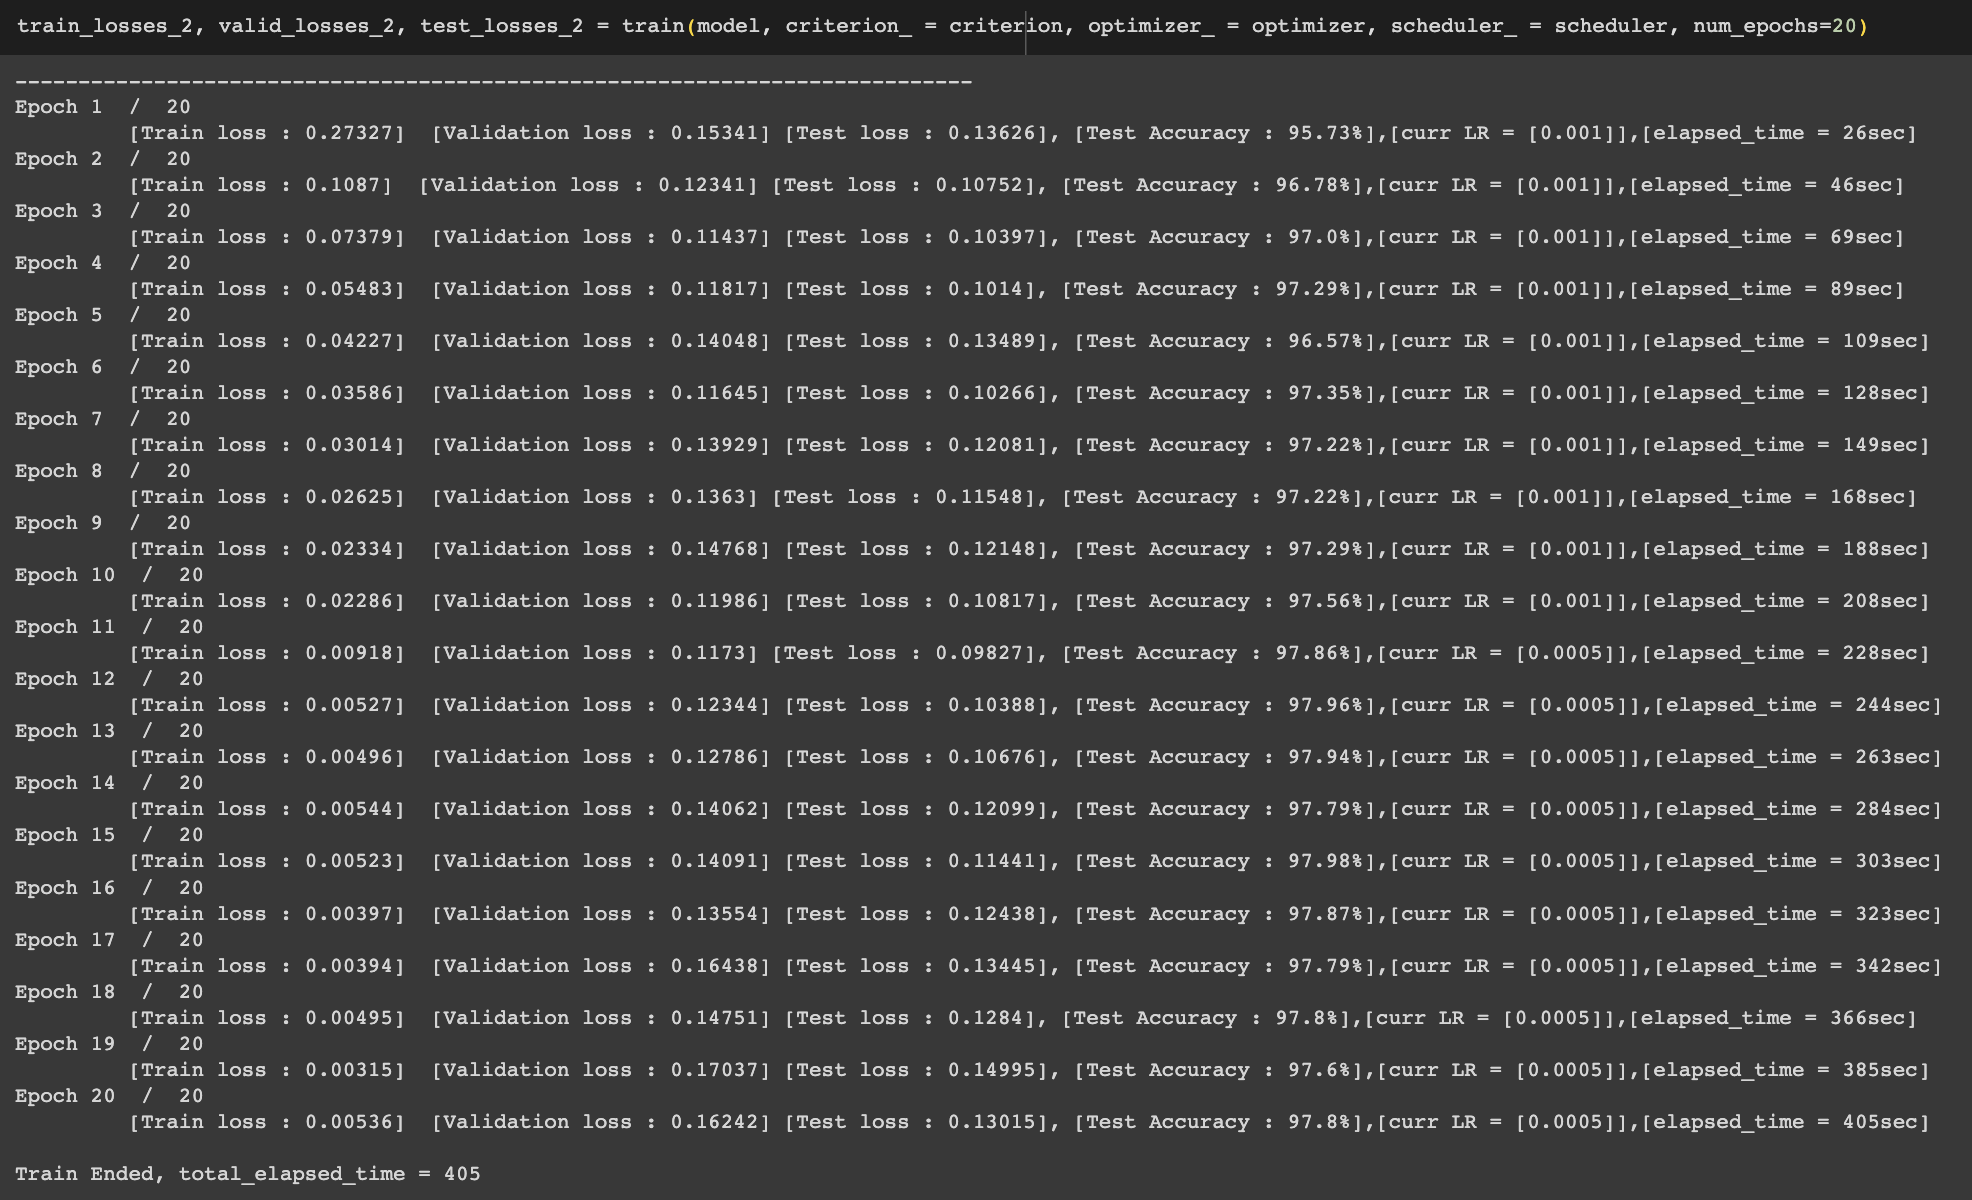 train_losses_2, valid_losses_2, test_losses_2 = train(model, criterion_ = criterion, optimizer_ = optimizer, scheduler_ = scheduler, num_epochs=20)
----------------------------------------------------------------------------
Epoch 1  /  20
[Train loss : 0.27327]  [Validation loss : 0.15341] [Test loss : 0.13626], [Test Accuracy : 95.73%],[curr LR = [0.001]],[elapsed_time = 26sec]
Epoch 2  /  20
[Train loss : 0.1087]  [Validation loss : 0.12341] [Test loss : 0.10752], [Test Accuracy : 96.78%],[curr LR = [0.001]],[elapsed_time = 46sec]
Epoch 3  /  20
[Train loss : 0.07379]  [Validation loss : 0.11437] [Test loss : 0.10397], [Test Accuracy : 97.0%],[curr LR = [0.001]],[elapsed_time = 69sec]
Epoch 4  /  20
[Train loss : 0.05483]  [Validation loss : 0.11817] [Test loss : 0.1014], [Test Accuracy : 97.29%],[curr LR = [0.001]],[elapsed_time = 89sec]
Epoch 5  /  20
[Train loss : 0.04227]  [Validation loss : 0.14048] [Test loss : 0.13489], [Test Accuracy : 96.57%],[curr LR = [0.001]],[elapsed_time = 109sec]
Epoch 6  /  20
[Train loss : 0.03586]  [Validation loss : 0.11645] [Test loss : 0.10266], [Test Accuracy : 97.35%],[curr LR = [0.001]],[elapsed_time = 128sec]
Epoch 7  /  20
[Train loss : 0.03014]  [Validation loss : 0.13929] [Test loss : 0.12081], [Test Accuracy : 97.22%],[curr LR = [0.001]],[elapsed_time = 149sec]
Epoch 8  /  20
[Train loss : 0.02625]  [Validation loss : 0.1363] [Test loss : 0.11548], [Test Accuracy : 97.22%],[curr LR = [0.001]],[elapsed_time = 168sec]
Epoch 9  /  20
[Train loss : 0.02334]  [Validation loss : 0.14768] [Test loss : 0.12148], [Test Accuracy : 97.29%],[curr LR = [0.001]],[elapsed_time = 188sec]
Epoch 10  /  20
[Train loss : 0.02286]  [Validation loss : 0.11986] [Test loss : 0.10817], [Test Accuracy : 97.56%],[curr LR = [0.001]],[elapsed_time = 208sec]
Epoch 11  /  20
[Train loss : 0.00918]  [Validation loss : 0.1173] [Test loss : 0.09827], [Test Accuracy : 97.86%],[curr LR = [0.0005]],[elapsed_time = 228sec]
Epoch 12  /  20
[Train loss : 0.00527]  [Validation loss : 0.12344] [Test loss : 0.10388], [Test Accuracy : 97.96%],[curr LR = [0.0005]],[elapsed_time = 244sec]
Epoch 13  /  20
[Train loss : 0.00496]  [Validation loss : 0.12786] [Test loss : 0.10676], [Test Accuracy : 97.94%],[curr LR = [0.0005]],[elapsed_time = 263sec]
Epoch 14  /  20
[Train loss : 0.00544]  [Validation loss : 0.14062] [Test loss : 0.12099], [Test Accuracy : 97.79%],[curr LR = [0.0005]],[elapsed_time = 284sec]
Epoch 15  /  20
[Train loss : 0.00523]  [Validation loss : 0.14091] [Test loss : 0.11441], [Test Accuracy : 97.98%],[curr LR = [0.0005]],[elapsed_time = 303sec]
Epoch 16  /  20
[Train loss : 0.00397]  [Validation loss : 0.13554] [Test loss : 0.12438], [Test Accuracy : 97.87%],[curr LR = [0.0005]],[elapsed_time = 323sec]
Epoch 17  /  20
[Train loss : 0.00394]  [Validation loss : 0.16438] [Test loss : 0.13445], [Test Accuracy : 97.79%],[curr LR = [0.0005]],[elapsed_time = 342sec]
Epoch 18  /  20
[Train loss : 0.00495]  [Validation loss : 0.14751] [Test loss : 0.1284], [Test Accuracy : 97.8%],[curr LR = [0.0005]],[elapsed_time = 366sec]
Epoch 19  /  20
[Train loss : 0.00315]  [Validation loss : 0.17037] [Test loss : 0.14995], [Test Accuracy : 97.6%],[curr LR = [0.0005]],[elapsed_time = 385sec]
Epoch 20  /  20
[Train loss : 0.00536]  [Validation loss : 0.16242] [Test loss : 0.13015], [Test Accuracy : 97.8%],[curr LR = [0.0005]],[elapsed_time = 405sec]
Train Ended, total_elapsed_time = 405